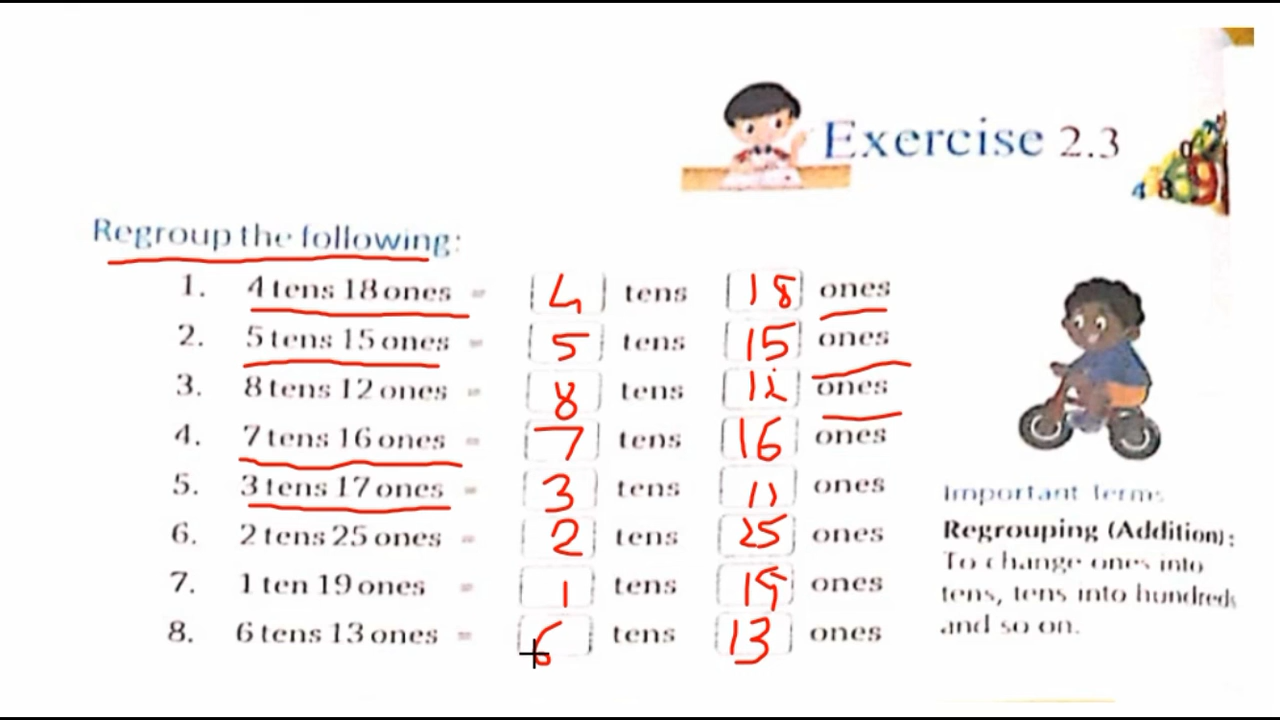 Exercise 2.3
Regroup the following:
1. 4 tens 18 ones = 4 tens 18 ones
2. 5 tens 15 ones = 5 tens 15 ones
3. 8 tens 12 ones = 8 tens 12 ones
4. 7 tens 16 ones = 7 tens 16 ones
5. 3 tens 17 ones = 3 tens ones
6. 2 tens 25 ones = 2 tens 25 ones
7. 1 ten 19 ones = 1 tens 19 ones
8. 6 tens 13 ones = 6 tens 13 ones
Important Terms
Regrouping (Addition):
To change ones into
tens, tens into hundreds
and so on.